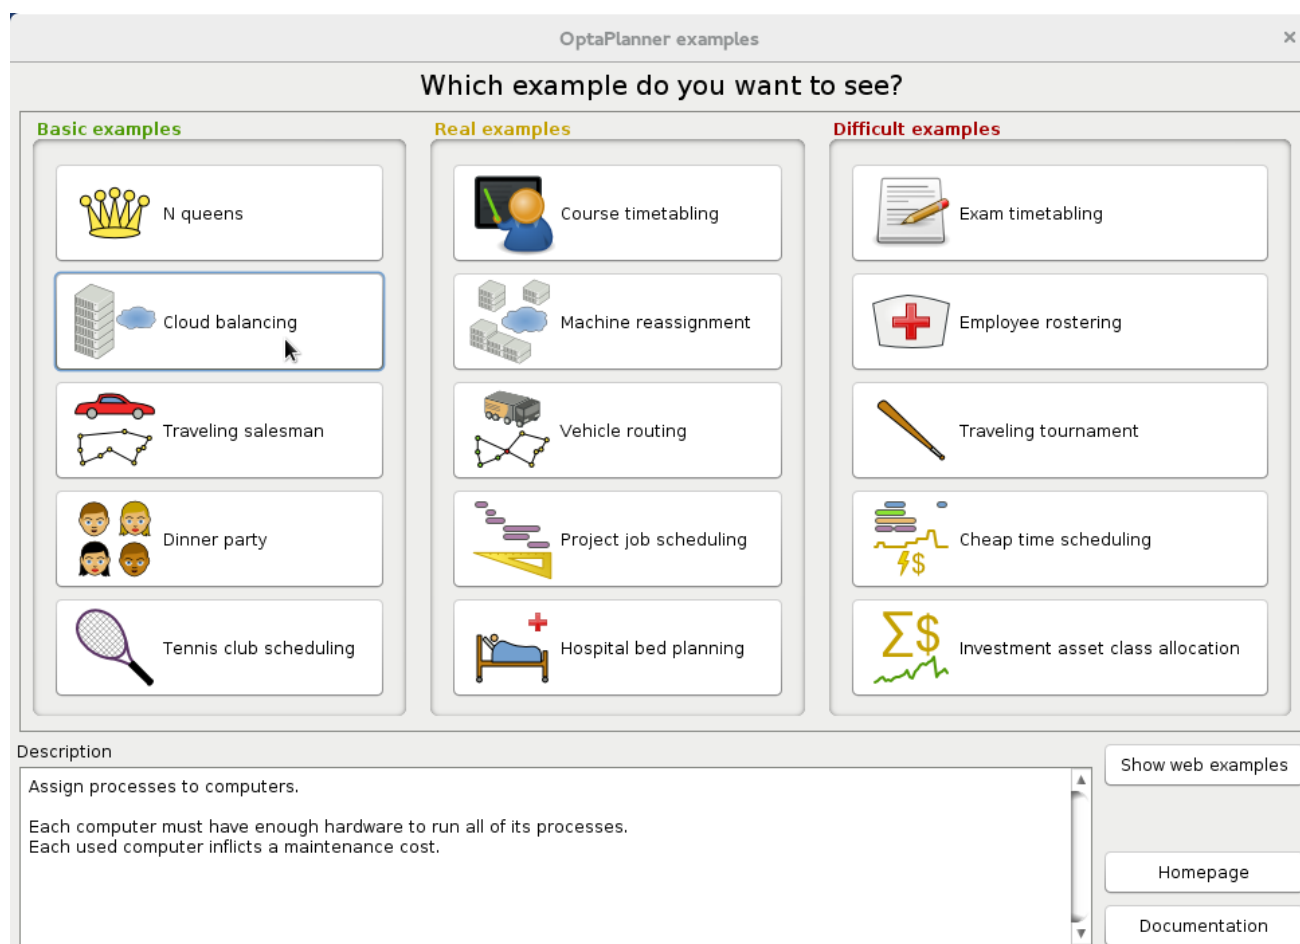 OptaPlanner examples
Which example do you want to see?
Basic examples
N queens
Cloud balancing
Traveling salesman
Dinner party
Tennis club scheduling
Real examples
Course timetabling
Machine reassignment
Vehicle routing
Project job scheduling
Hospital bed planning
Difficult examples
Exam timetabling
Employee rostering
Traveling tournament
Cheap time scheduling
Investment asset class allocation
Description
Assign processes to computers.
Each computer must have enough hardware to run all of its processes.
Each used computer inflicts a maintenance cost.
Show web examples
Homepage
Documentation